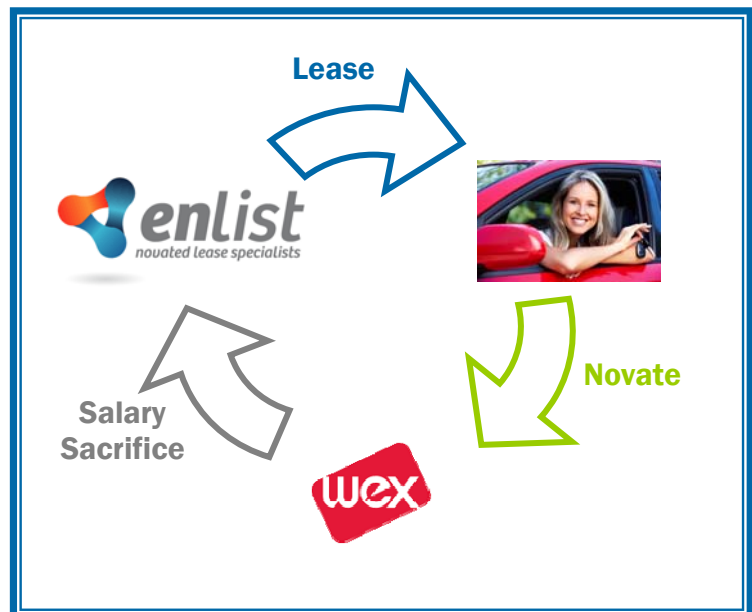 Lease
enlist
novated lease specialists
Novate
Salary
Sacrifice
wex